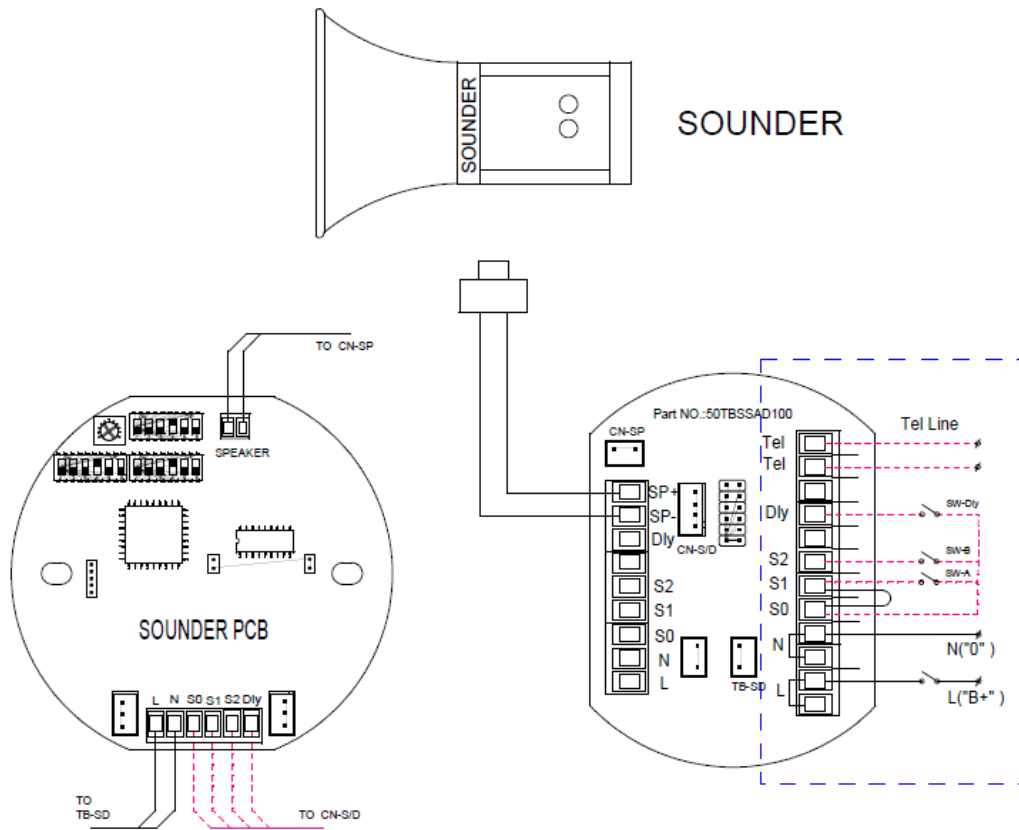 SOUNDER
SOUNDER
TO CN-SP
SPEAKER
SOUNDER PCB
L N S0 S1 S2 Dly
TO
TB-SD
TO CN-S/D
Part NO.:50TBSSAD100
CN-SP
SP+
SP-
Dly
S2
S1
S0
N
L
CN-S/D
TB-SD
Tel
Tel
Dly
S2
S1
S0
N
L
Tel Line
SW-Dly
SW-B
SW-A
N("0" )
L("B+" )